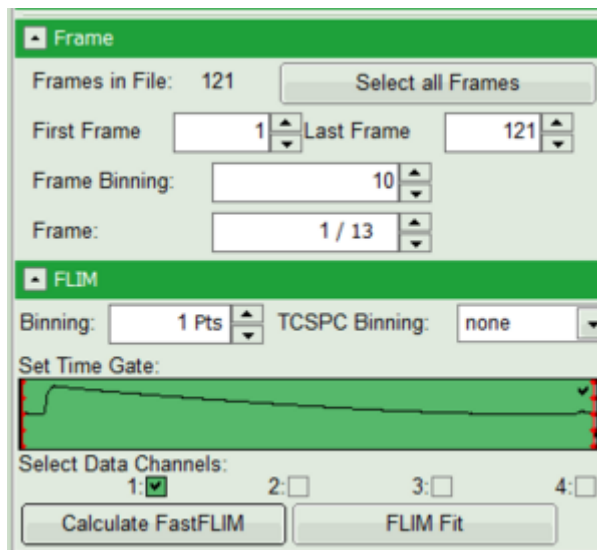 Frame
Frames in File: 121 Select all Frames
First Frame 1 Last Frame 121
Frame Binning: 10
Frame: 1 / 13
FLIM
Binning: 1 Pts TCSPC Binning: none
Set Time Gate:
Select Data Channels:
1: 2: 3: 4:
Calculate FastFLIM FLIM Fit